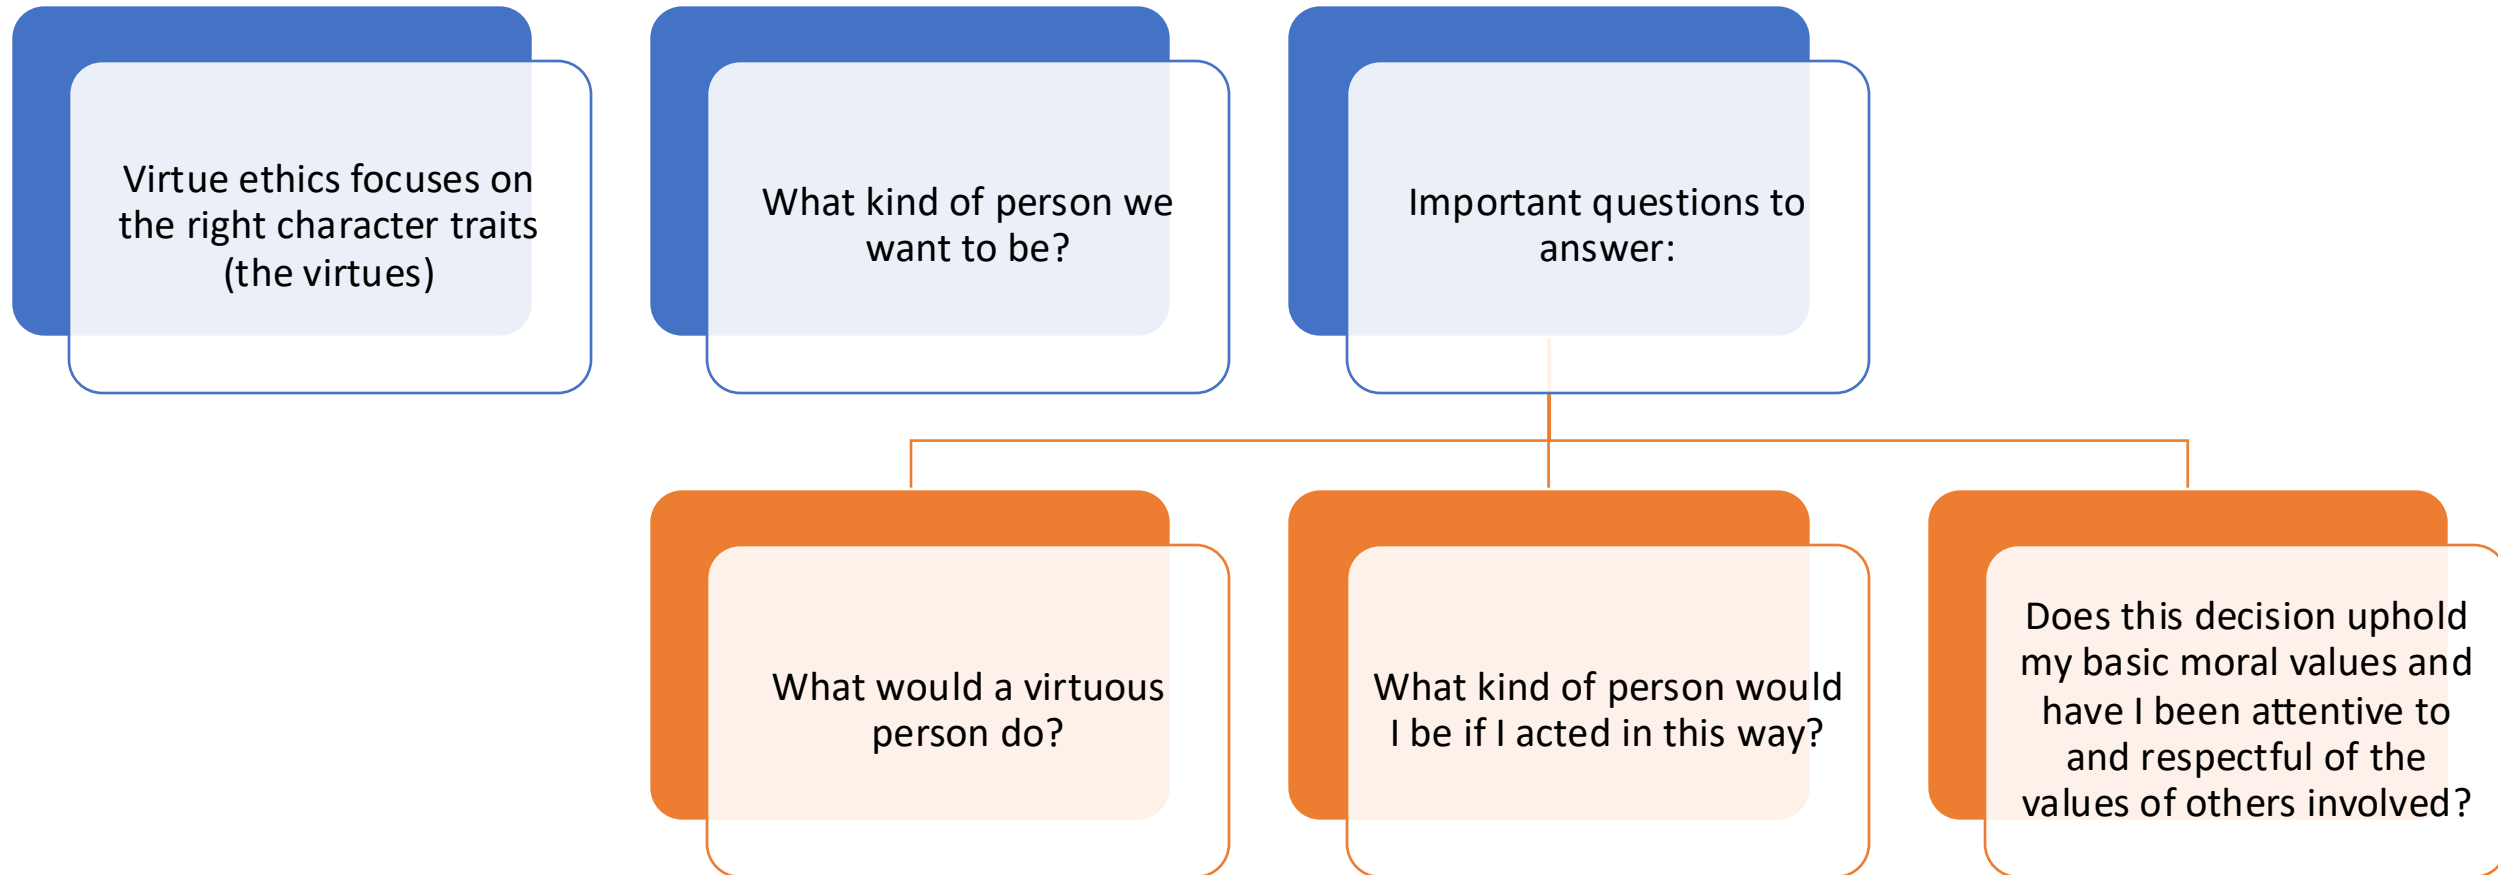 Virtue ethics focuses on
the right character traits
(the virtues)
What kind of person we
want to be?
Important questions to
answer:
What would a virtuous
person do?
What kind of person would
I be if I acted in this way?
Does this decision uphold
my basic moral values and
have I been attentive to
and respectful of the
values of others involved?